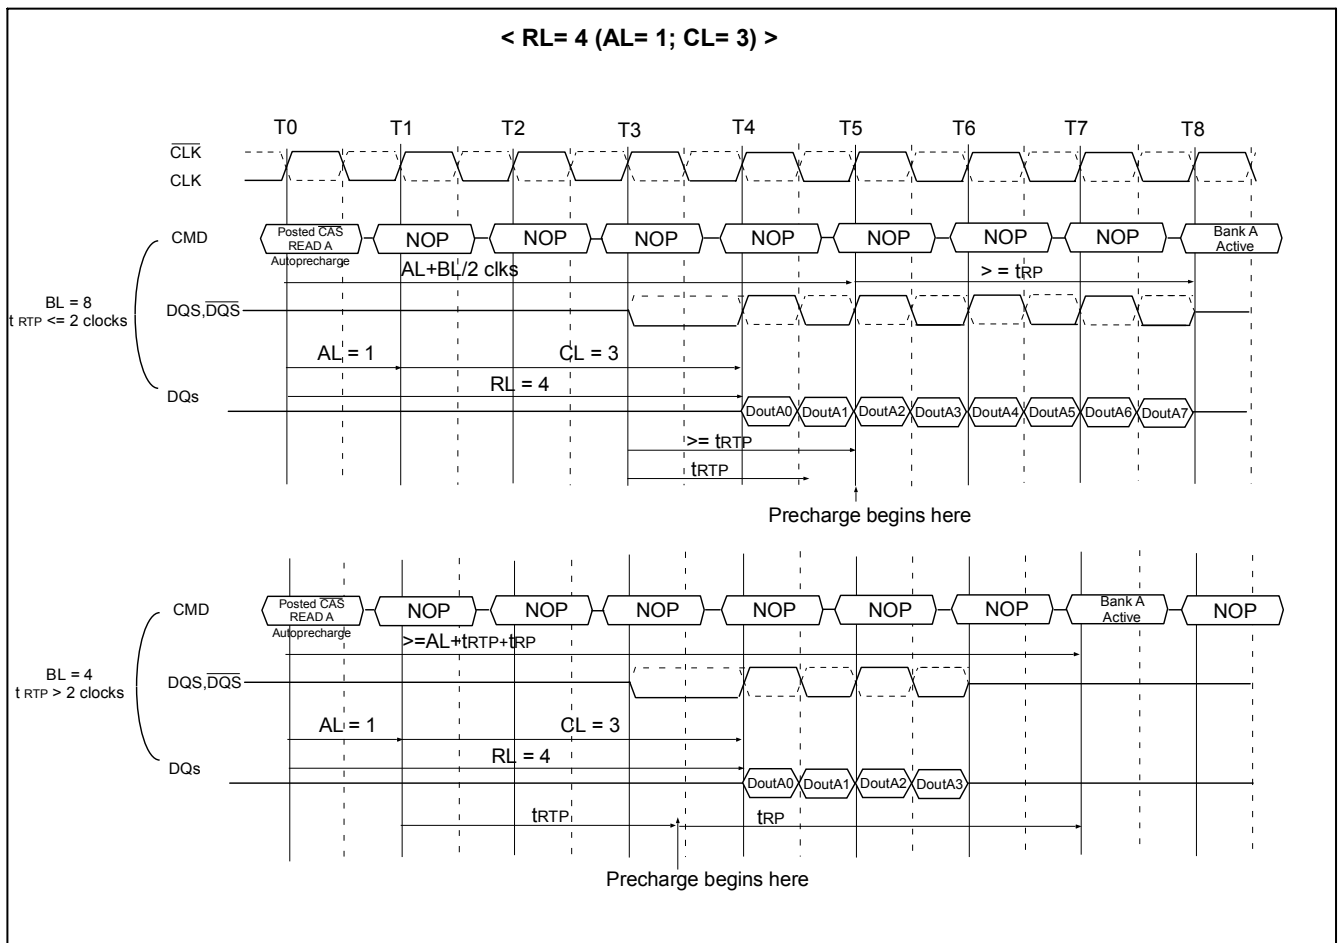 < RL= 4 (AL= 1; CL= 3) >
T0 T1 T2 T3 T4 T5 T6 T7 T8
CLK
CLK
CMD
Posted CAS
READ A
Autoprecharge
NOP NOP NOP NOP NOP NOP NOP
Bank A
Active
AL+BL/2 clks
> = tRP
BL = 8
t RTP <= 2 clocks
DQS,DQS
AL = 1
CL = 3
RL = 4
DQs
DoutA0 DoutA1 DoutA2 DoutA3 DoutA4 DoutA5 DoutA6 DoutA7
>= tRTP
tRTP
Precharge begins here
CMD
Posted CAS
READ A
Autoprecharge
NOP NOP NOP NOP NOP NOP
Bank A
Active
NOP
>=AL+tRTP+tRP
BL = 4
t RTP > 2 clocks
DQS,DQS
AL = 1
CL = 3
RL = 4
DQs
DoutA0 DoutA1 DoutA2 DoutA3
tRTP
tRP
Precharge begins here